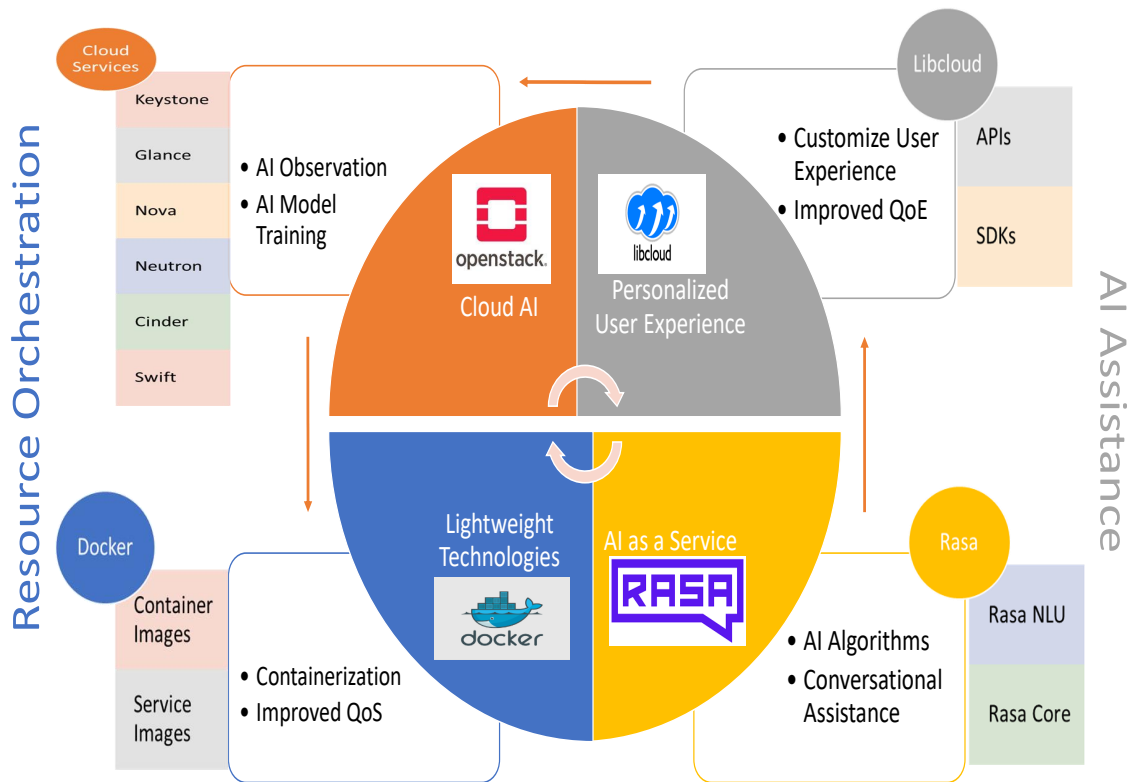 Resource Orchestration
Cloud
Services
Keystone
Glance
Nova
Neutron
Cinder
Swift
• AI Observation
• AI Model
Training
openstack.
Cloud AI
libcloud
Personalized
User Experience
Libcloud
• Customize User
Experience
• Improved QoE
APIs
SDKs
AI Assistance
Docker
Container
Images
Service
Images
• Containerization
• Improved QoS
Lightweight
Technologies
docker
AI as a Service
RASA
Rasa
• AI Algorithms
• Conversational
Assistance
Rasa NLU
Rasa Core